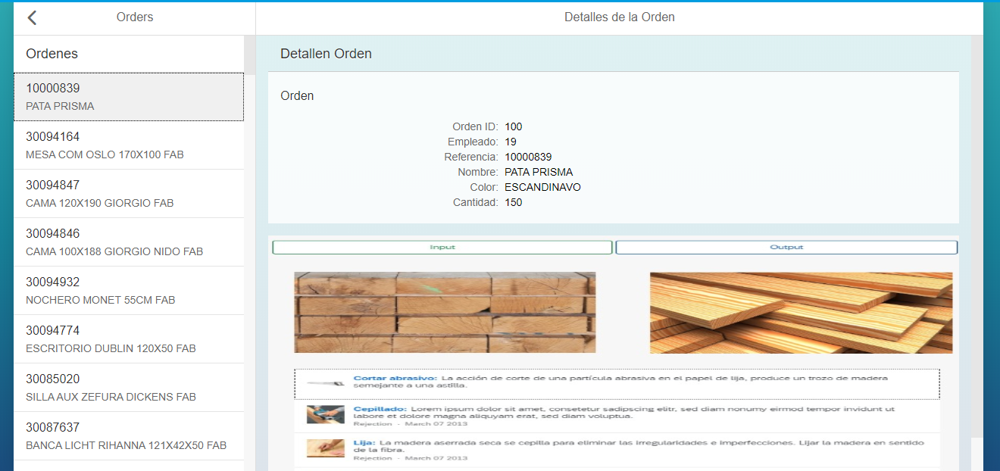 Orders
Detalles de la Orden
Ordenes
10000839
PATA PRISMA
30094164
MESA COM OSLO 170X100 FAB
30094847
CAMA 120X190 GIORGIO FAB
30094846
CAMA 100X188 GIORGIO NIDO FAB
30094932
NOCHERO MONET 55CM FAB
30094774
ESCRITORIO DUBLIN 120X50 FAB
30085020
SILLA AUX ZEFURA DICKENS FAB
30087637
BANCA LICHT RIHANNA 121X42X50 FAB
Detallen Orden
Orden
Orden ID: 100
Empleado: 19
Referencia: 10000839
Nombre: PATA PRISMA
Color: ESCANDINAVO
Cantidad: 150
Input
Output
Cortar abrasivo: La acción de corte de una partícula abrasiva en el papel de lija, produce un trozo de madera
semejante a una astilla.
Cepillado: Lorem ipsum dolor sit amet, consetetur sadipscing elitr, sed diam nonumy eirmod tempor invidunt ut
labore et dolore magna aliquyam erat, sed diam voluptua.
Rejection · March 07 2013
Lija: La madera aserrada seca se cepilla para eliminar las irregularidades e imperfecciones. Lijar la madera en sentido
de la fibra.
Rejection · March 07 2013